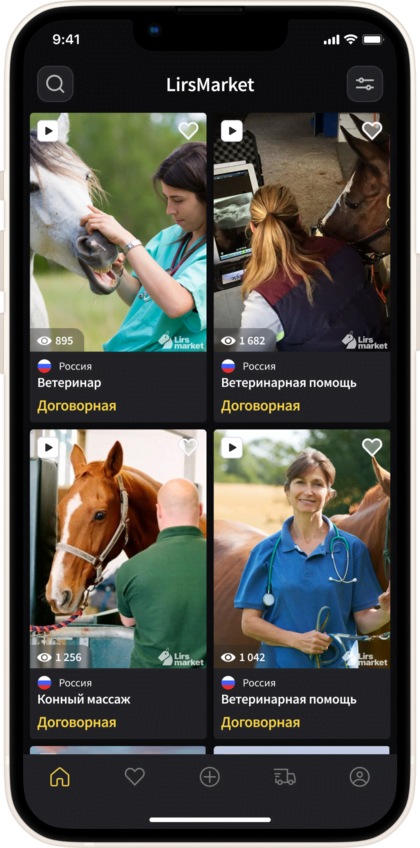 9:41
LirsMarket
895
Lirs
market
1 682
Lirs
market
Россия
Ветеринар
Договорная
Россия
Ветеринарная помощь
Договорная
1 256
Lirs
market
1 042
Lirs
market
Россия
Конный массаж
Договорная
Россия
Ветеринарная помощь
Договорная